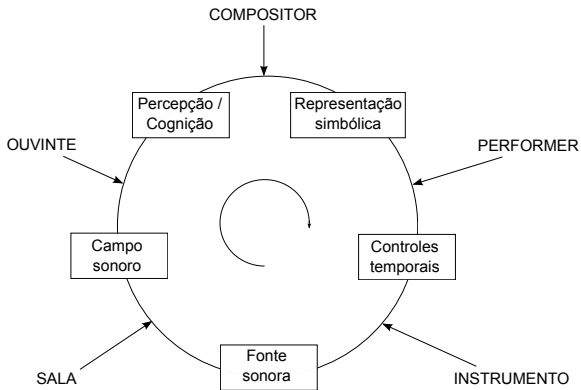 COMPOSITOR
Percepção /
Cognição
Representação
simbólica
OUVINTE
PERFORMER
Campo
sonoro
Controles
temporais
Fonte
sonora
SALA
INSTRUMENTO